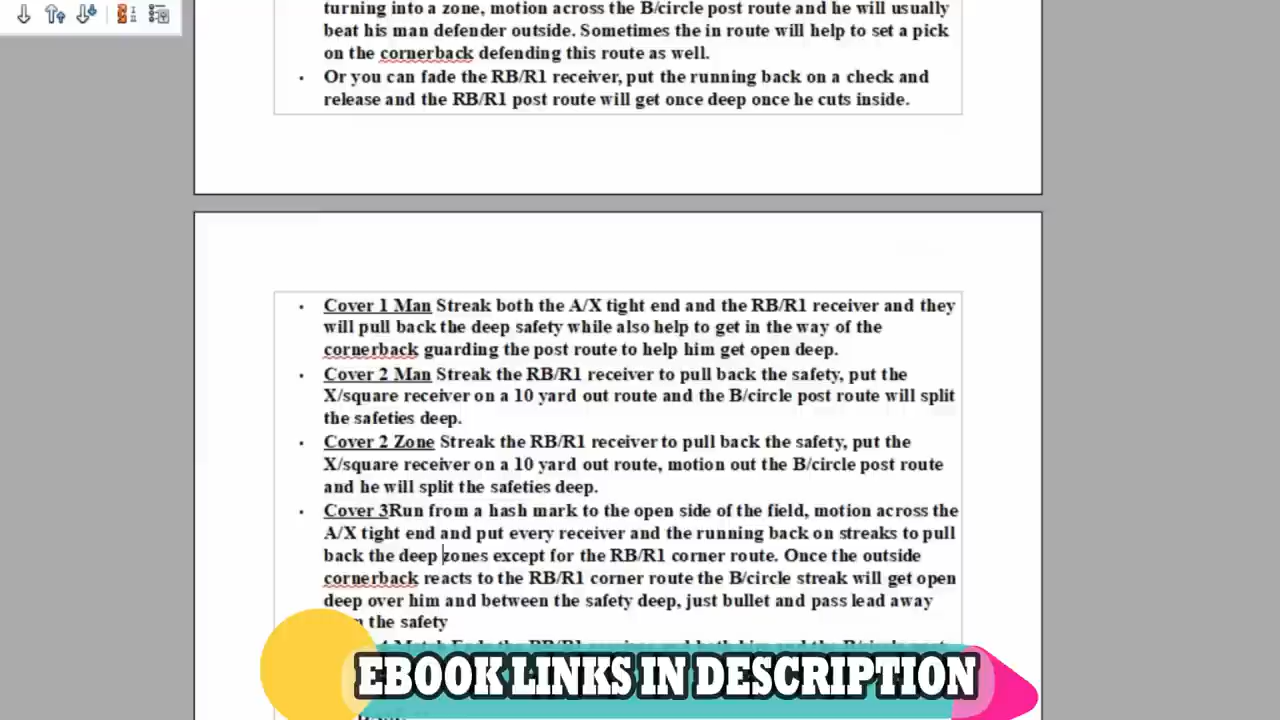 turning into a zone, motion across the B/circle post route and he will usually
beat his man defender outside. Sometimes the in route will help to set a pick
on the cornerback defending this route as well.
• Or you can fade the RB/R1 receiver, put the running back on a check and
release and the RB/R1 post route will get once deep once he cuts inside.
• Cover 1 Man Streak both the A/X tight end and the RB/R1 receiver and they
will pull back the deep safety while also help to get in the way of the
cornerback guarding the post route to help him get open deep.
• Cover 2 Man Streak the RB/R1 receiver to pull back the safety, put the
X/square receiver on a 10 yard out route and the B/circle post route will split
the safeties deep.
• Cover 2 Zone Streak the RB/R1 receiver to pull back the safety, put the
X/square receiver on a 10 yard out route, motion out the B/circle post route
and he will split the safeties deep.
• Cover 3Run from a hash mark to the open side of the field, motion across the
A/X tight end and put every receiver and the running back on streaks to pull
back the deep zones except for the RB/R1 corner route. Once the outside
cornerback reacts to the RB/R1 corner route the B/circle streak will get open
deep over him and between the safety deep, just bullet and pass lead away
the safety
EBOOK LINKS IN DESCRIPTION